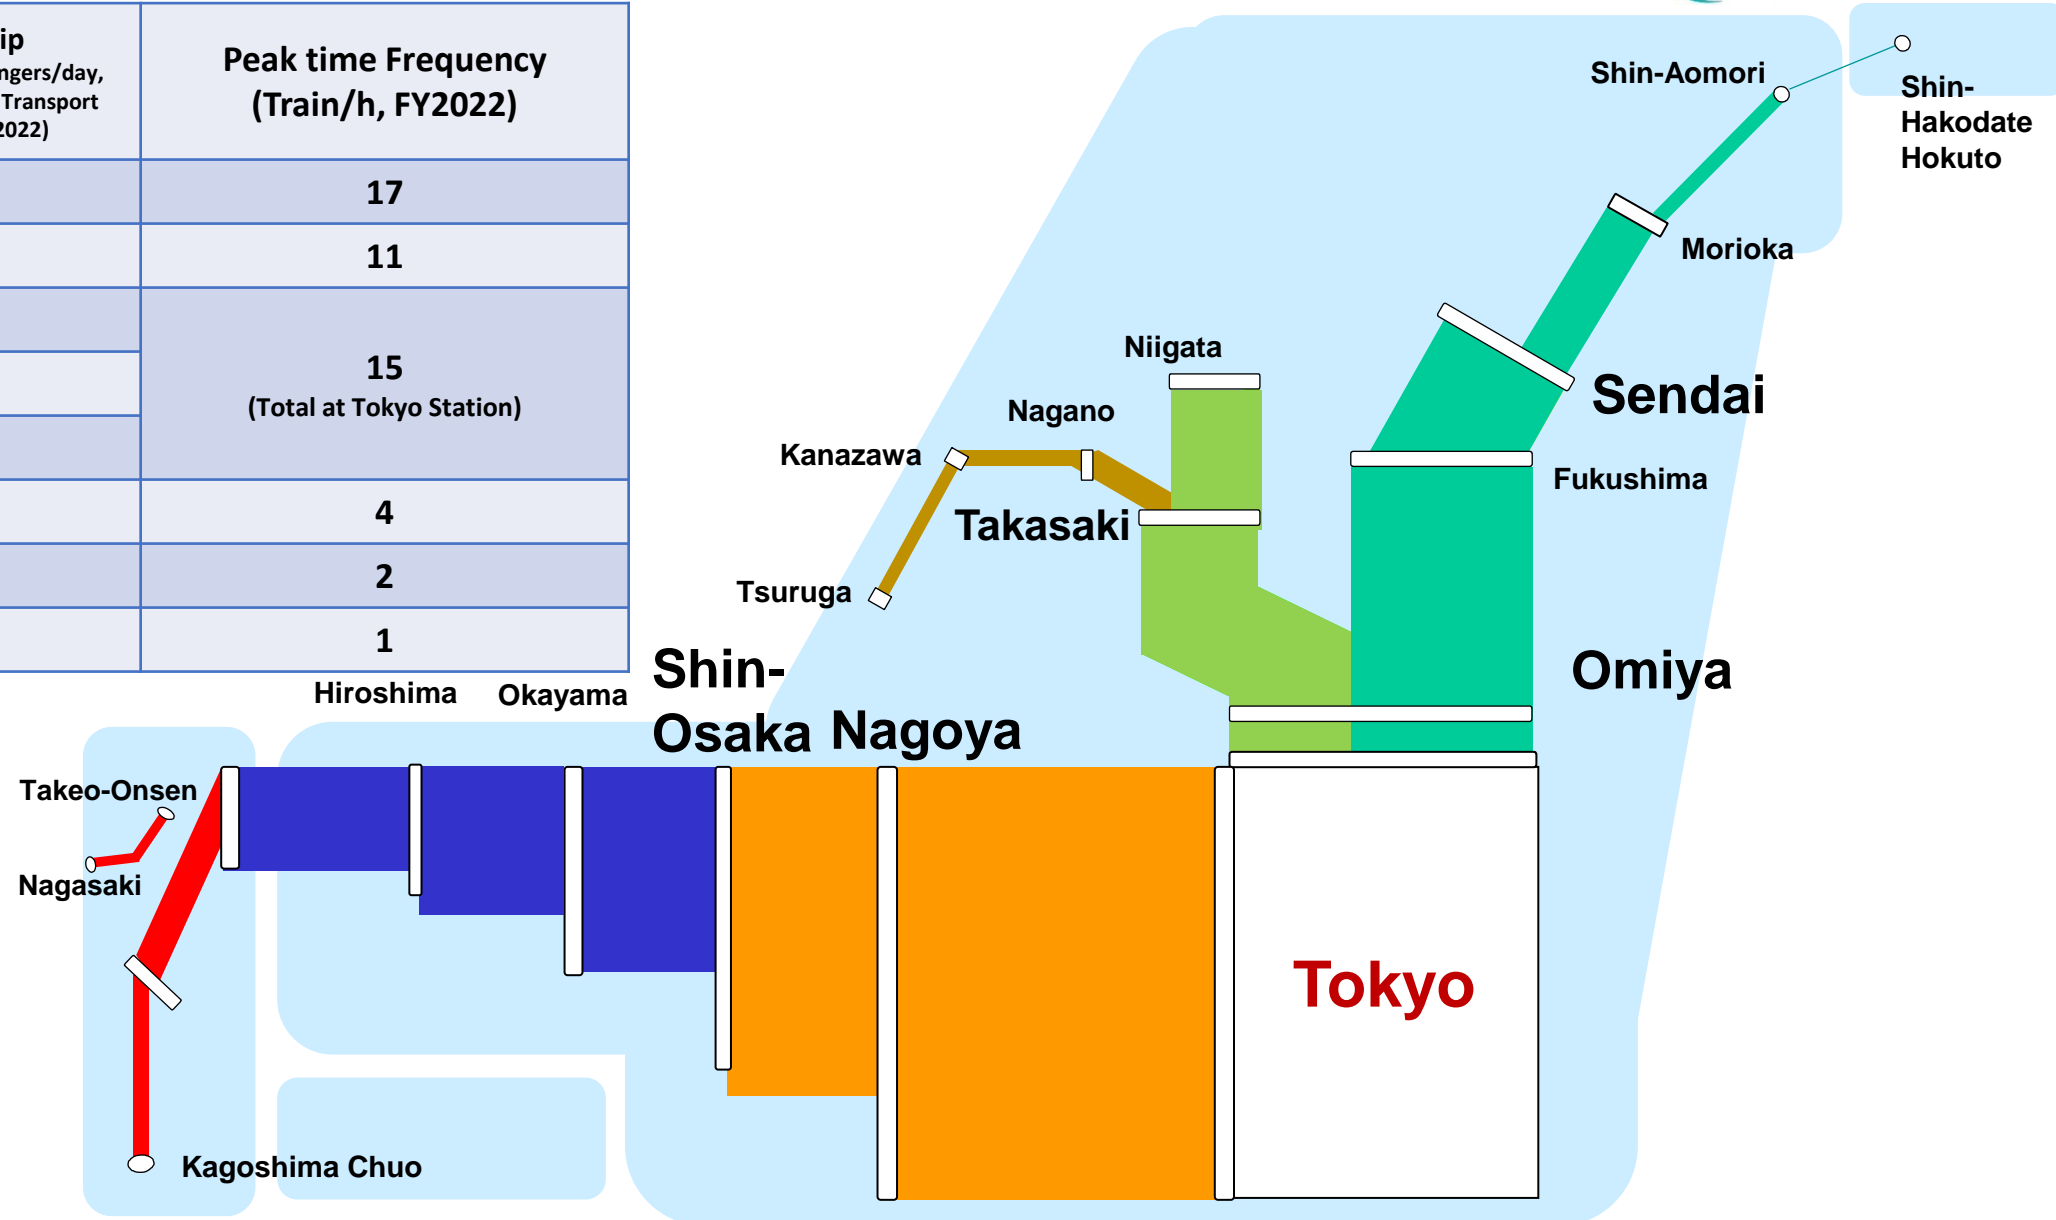 ip
ngers/day,
Transport
2022)
Peak time Frequency
(Train/h, FY2022)
17
11
15
(Total at Tokyo Station)
4
2
1
Shin-Aomori
Shin-
Hakodate
Hokuto
Morioka
Niigata
Sendai
Nagano
Kanazawa
Fukushima
Takasaki
Tsuruga
Omiya
Hiroshima
Okayama
Shin-
Osaka
Nagoya
Takeo-Onsen
Nagasaki
Tokyo
Kagoshima Chuo